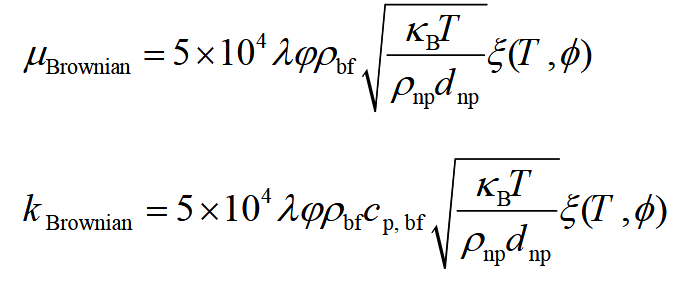 μ_Brownian = 5×10^4 λφρ_bf √(κ_B T / ρ_np d_np) ξ(T ,ϕ)
k_Brownian = 5×10^4 λφρ_bf c_p, bf √(κ_B T / ρ_np d_np) ξ(T ,ϕ)